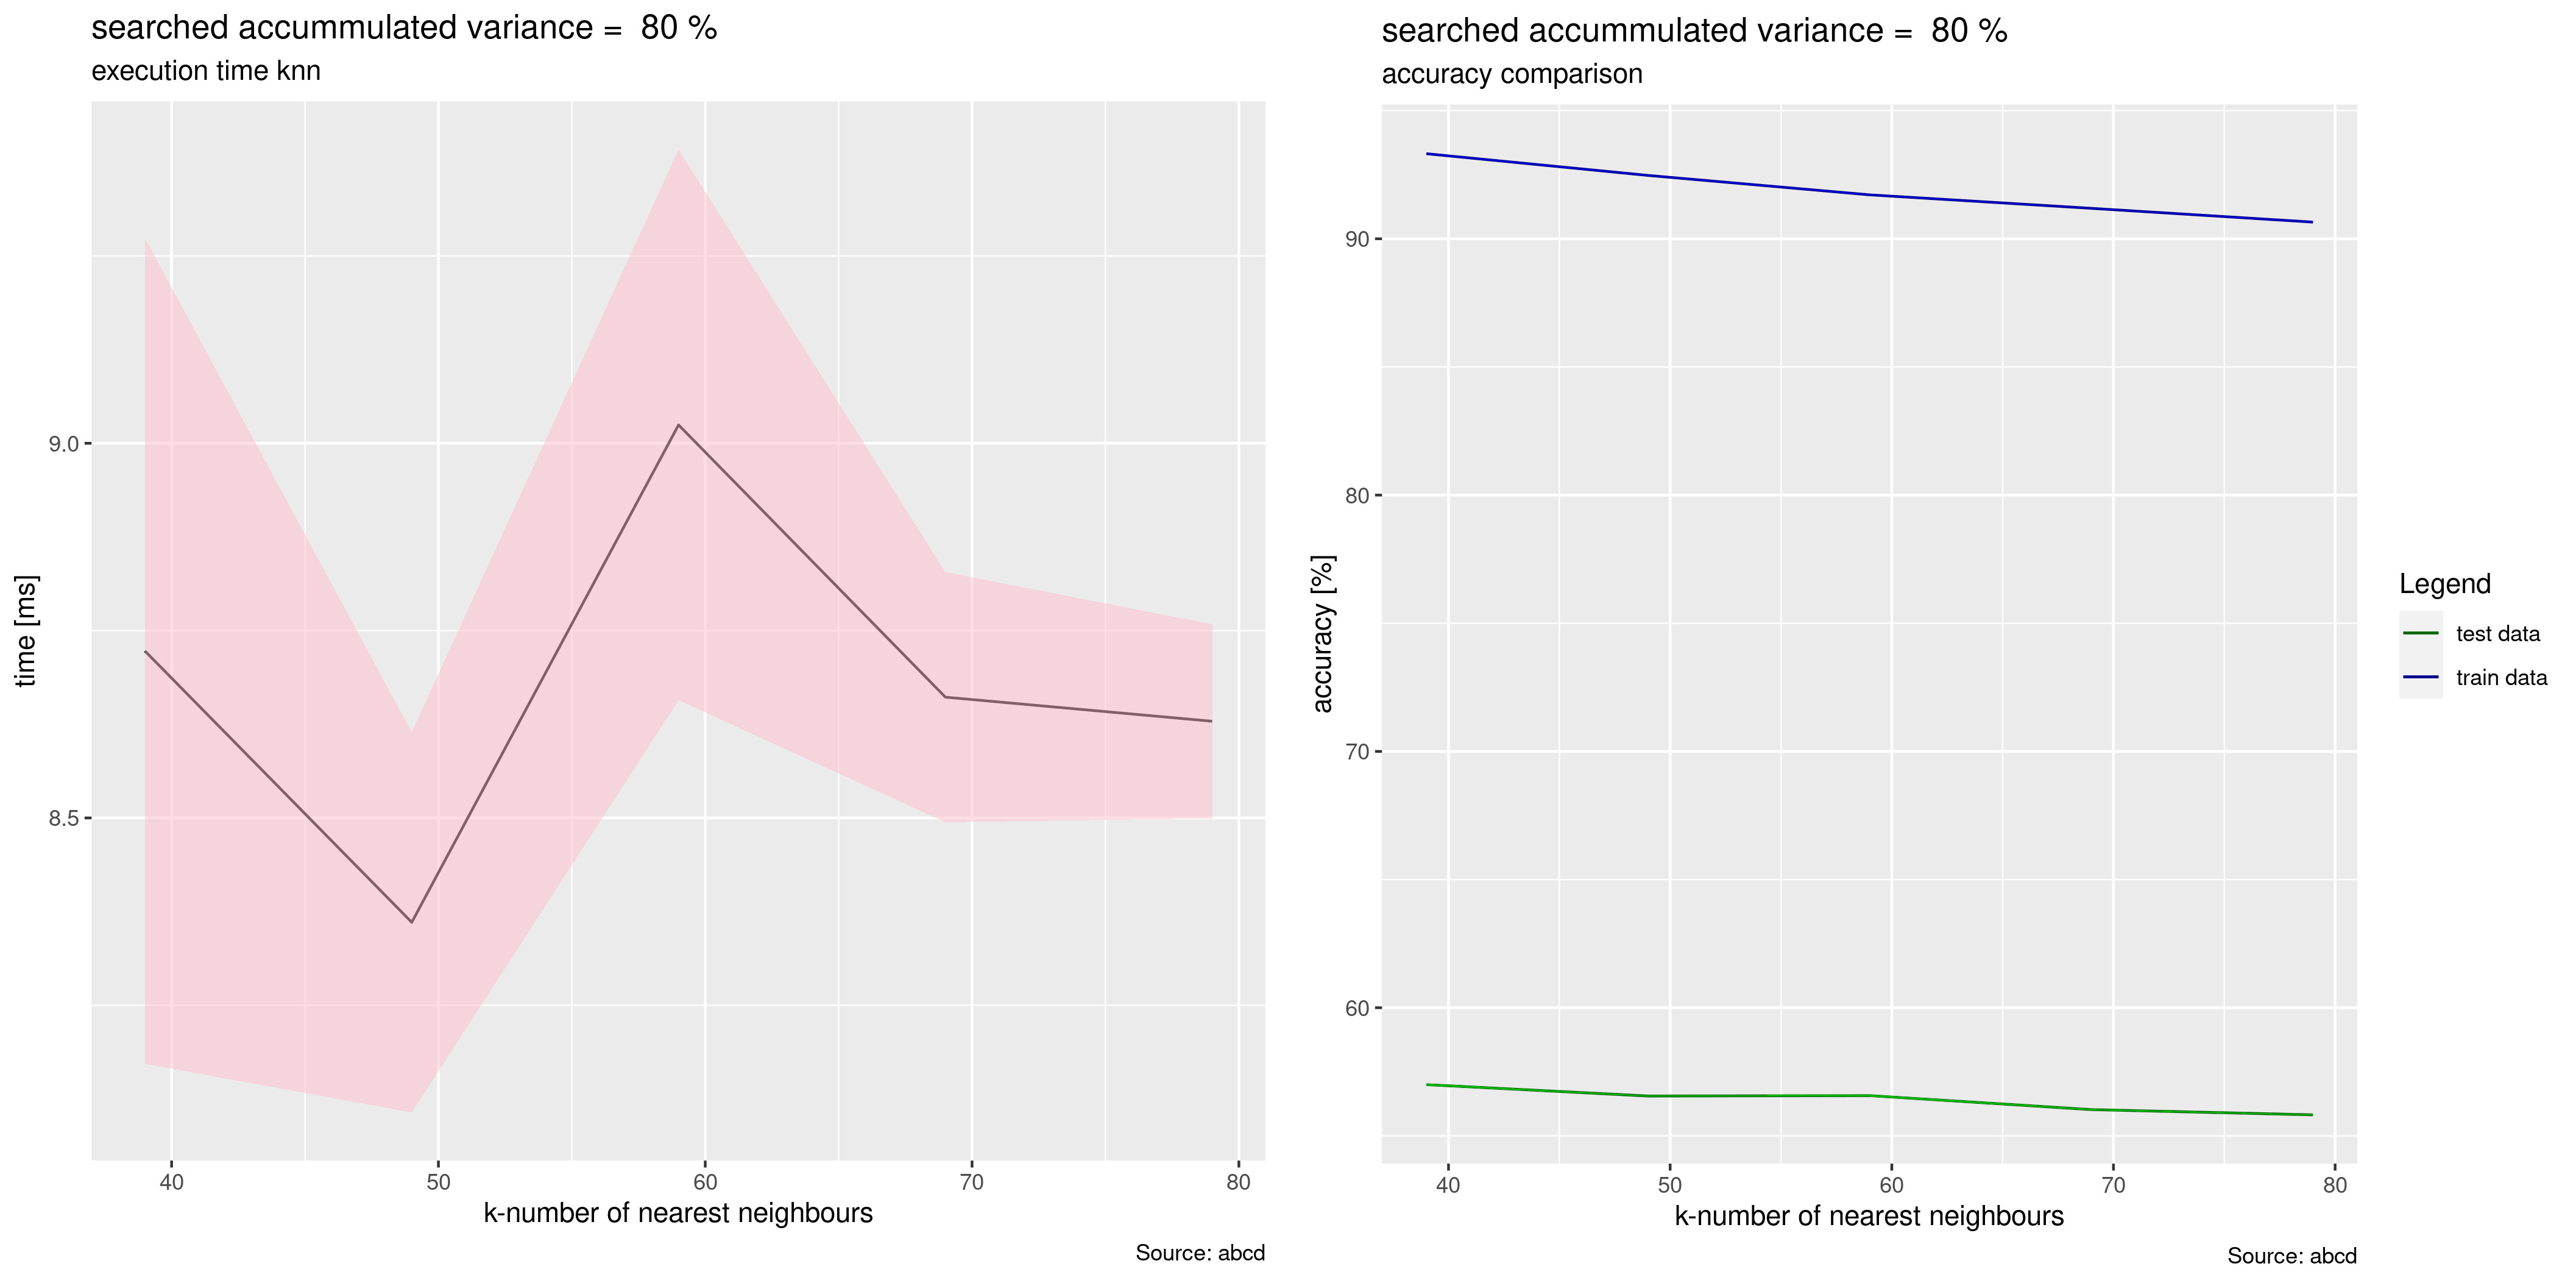 searched accummulated variance =  80 %
execution time knn
time [ms]
9.0
8.5
40 50 60 70 80
k-number of nearest neighbours
Source: abcd
searched accummulated variance =  80 %
accuracy comparison
accuracy [%]
90
80
70
60
40 50 60 70 80
k-number of nearest neighbours
Source: abcd
Legend
test data
train data